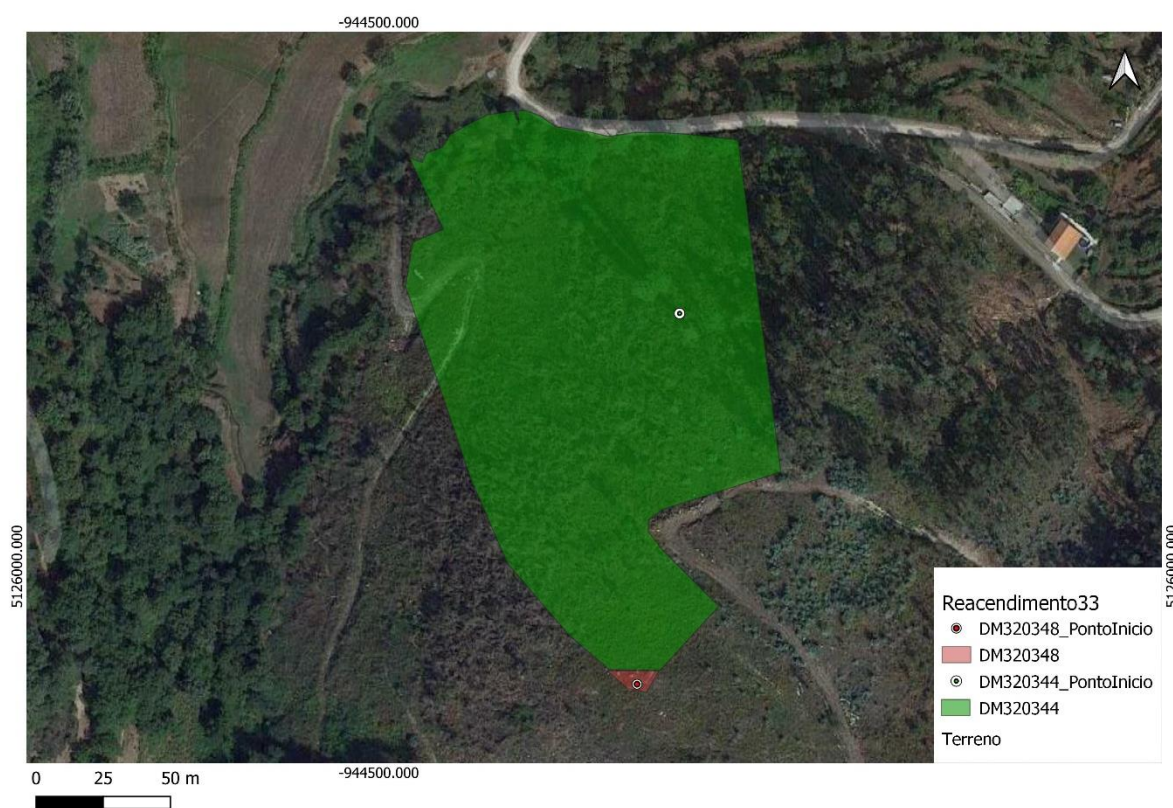 -944500.000
5126000.000
5126000.000
Reacendimento33
DM320348_PontoInicio
DM320348
DM320344_PontoInicio
DM320344
Terreno
-944500.000
0 25 50 m